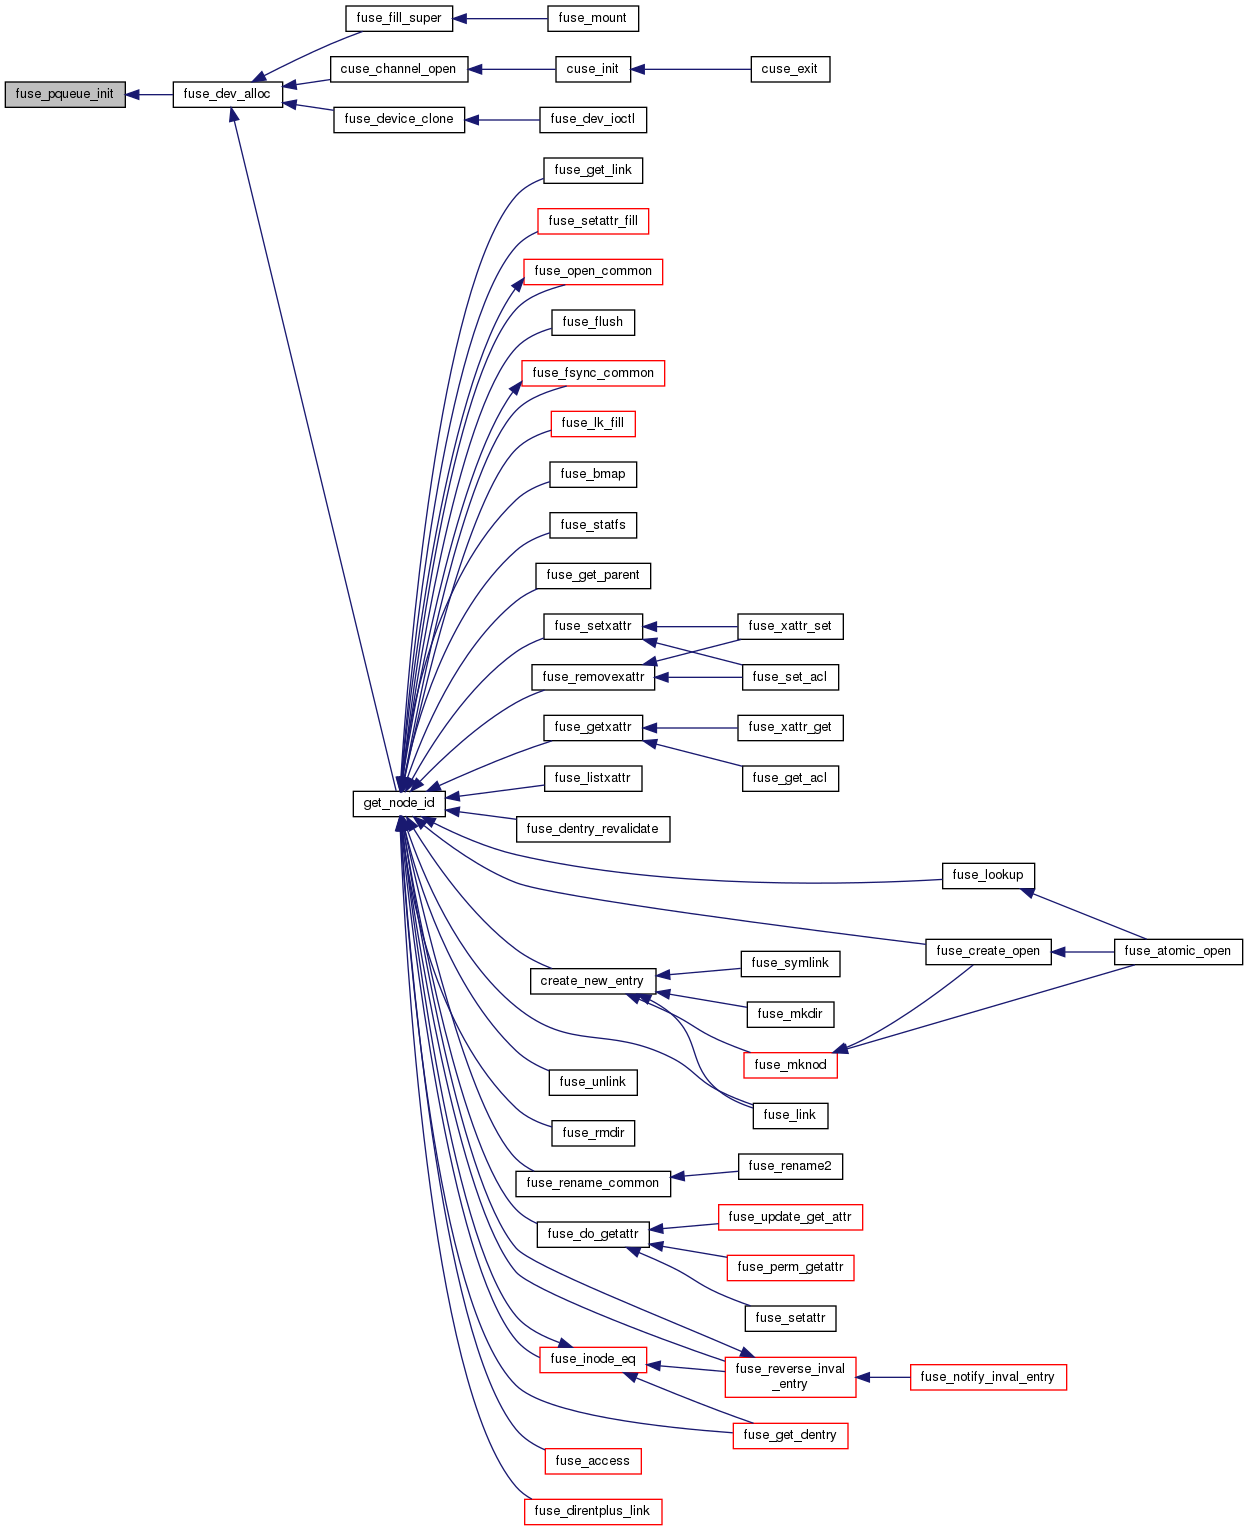 fuse_fill_super
fuse_mount
cuse_channel_open
cuse_init
cuse_exit
fuse_pqueue_init
fuse_dev_alloc
fuse_device_clone
fuse_dev_ioctl
fuse_get_link
fuse_setattr_fill
fuse_open_common
fuse_flush
fuse_fsync_common
fuse_lk_fill
fuse_bmap
fuse_statfs
fuse_get_parent
fuse_setxattr
fuse_xattr_set
fuse_removexattr
fuse_set_acl
fuse_getxattr
fuse_xattr_get
fuse_listxattr
fuse_get_acl
get_node_id
fuse_dentry_revalidate
fuse_lookup
fuse_create_open
fuse_atomic_open
fuse_symlink
create_new_entry
fuse_mkdir
fuse_mknod
fuse_unlink
fuse_link
fuse_rmdir
fuse_rename2
fuse_rename_common
fuse_update_get_attr
fuse_do_getattr
fuse_perm_getattr
fuse_setattr
fuse_inode_eq
fuse_reverse_inval
_entry
fuse_notify_inval_entry
fuse_get_dentry
fuse_access
fuse_direntplus_link